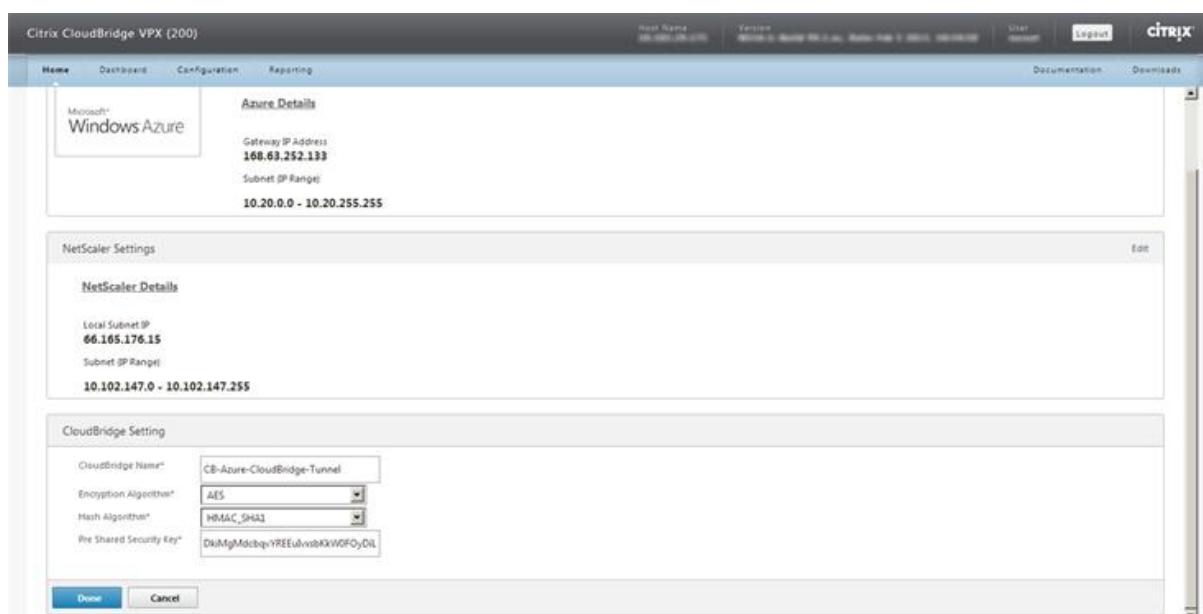 Citrix CloudBridge VPX (200)
Host Name
Version
User
Logout
CITRIX
Home Dashboard Configuration Reporting Documentation Downloads
Microsoft®
Windows Azure
Azure Details
Gateway IP Address
168.63.252.133
Subnet (IP Range)
10.20.0.0 - 10.20.255.255
NetScaler Settings Edit
NetScaler Details
Local Subnet IP
66.165.176.15
Subnet (IP Range)
10.102.147.0 - 10.102.147.255
CloudBridge Setting
CloudBridge Name* CB-Azure-CloudBridge-Tunnel
Encryption Algorithm* AES
Hash Algorithm* HMAC_SHA1
Pre Shared Security Key*
Done Cancel